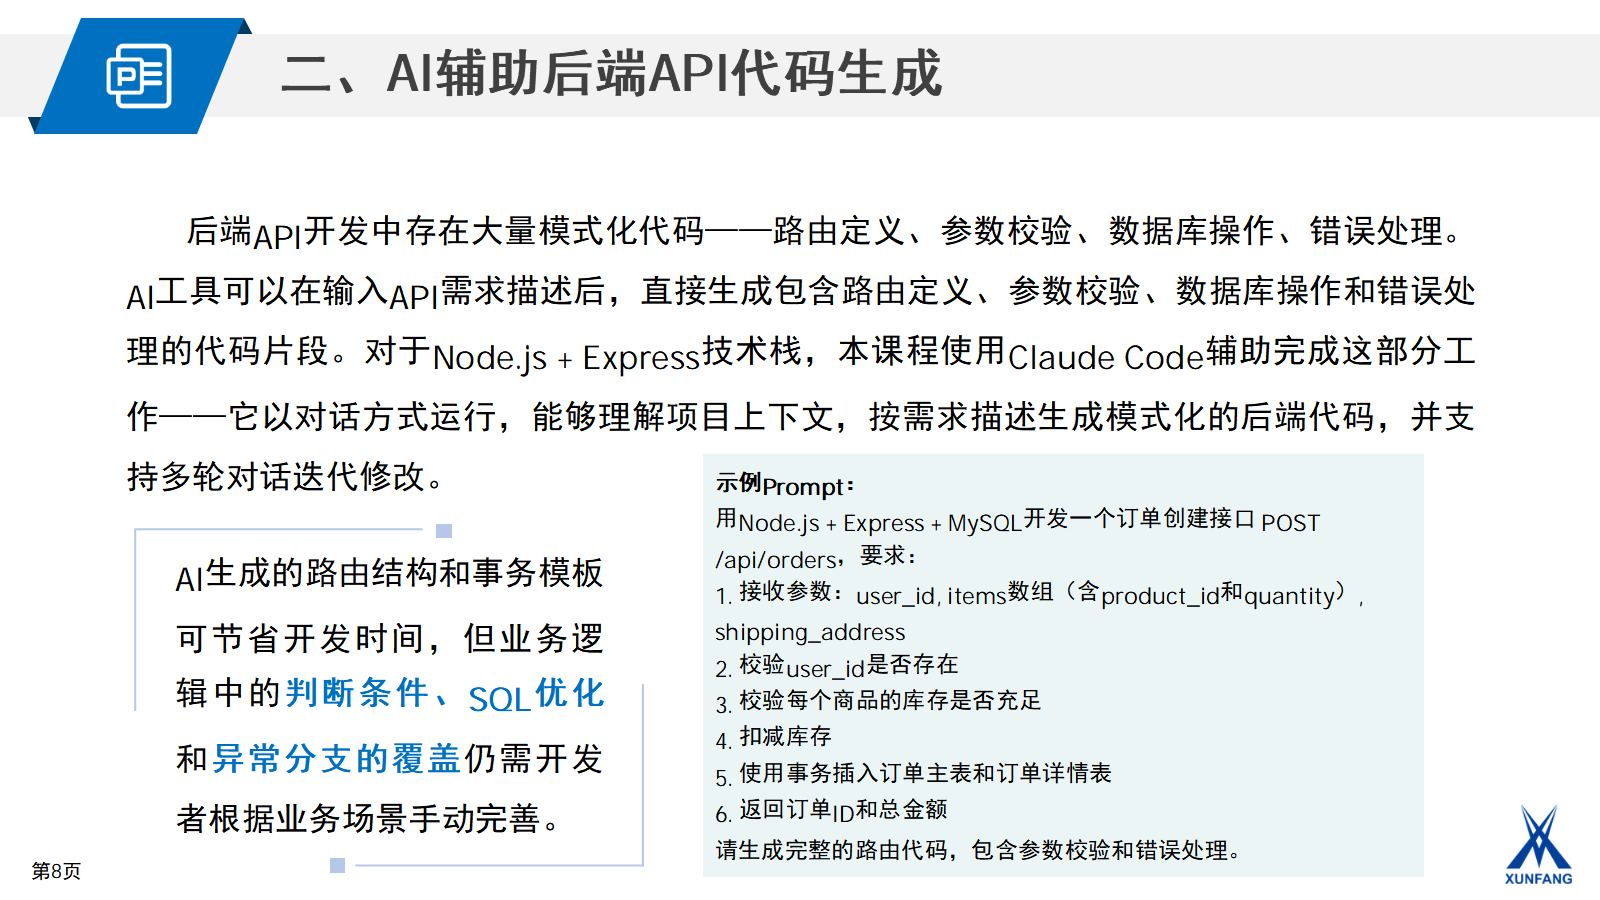 二、AI辅助后端API代码生成
后端API开发中存在大量模式化代码——路由定义、参数校验、数据库操作、错误处理。
AI工具可以在输入API需求描述后，直接生成包含路由定义、参数校验、数据库操作和错误处
理的代码片段。对于Node.js + Express技术栈，本课程使用Claude Code辅助完成这部分工
作——它以对话方式运行，能够理解项目上下文，按需求描述生成模式化的后端代码，并支
持多轮对话迭代修改。
AI生成的路由结构和事务模板
可节省开发时间，但业务逻
辑中的判断条件、SQL优化
和异常分支的覆盖仍需开发
者根据业务场景手动完善。
示例Prompt：
用Node.js + Express + MySQL开发一个订单创建接口 POST
/api/orders，要求：
1. 接收参数：user_id, items数组（含product_id和quantity）,
shipping_address
2. 校验user_id是否存在
3. 校验每个商品的库存是否充足
4. 扣减库存
5. 使用事务插入订单主表和订单详情表
6. 返回订单ID和总金额
请生成完整的路由代码，包含参数校验和错误处理。
第8页
XUNFANG